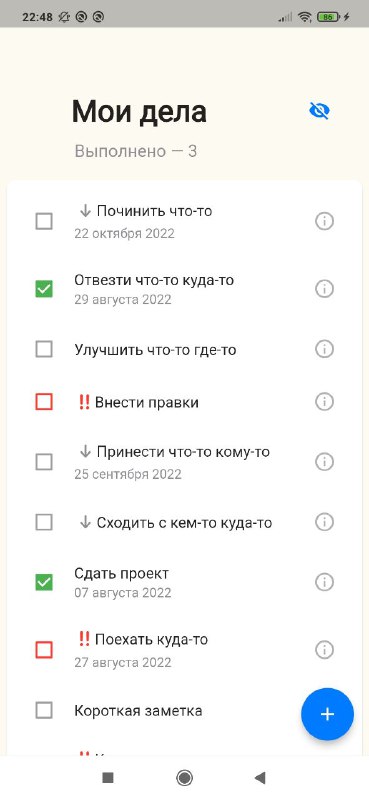 22:48
86
Мои дела
Выполнено — 3
↓ Починить что-то
22 октября 2022
Отвезти что-то куда-то
29 августа 2022
Улучшить что-то где-то
!! Внести правки
↓ Принести что-то кому-то
25 сентября 2022
↓ Сходить с кем-то куда-то
Сдать проект
07 августа 2022
!! Поехать куда-то
27 августа 2022
Короткая заметка